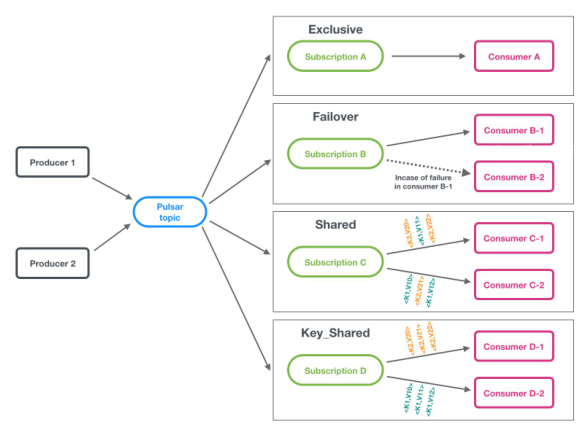 Exclusive
Subscription A
Consumer A
Failover
Subscription B
Consumer B-1
Incase of failure
in consumer B-1
Consumer B-2
Producer 1
Pulsar
topic
Producer 2
Shared
Subscription C
<K2,V20>
<K1,V11>
<K2,V22>
Consumer C-1
<K1,V10>
<K2,V21>
<K1,V12>
Consumer C-2
Key_Shared
Subscription D
<K2,V20>
<K2,V21>
<K2,V22>
Consumer D-1
<K1,V10>
<K1,V11>
<K1,V12>
Consumer D-2